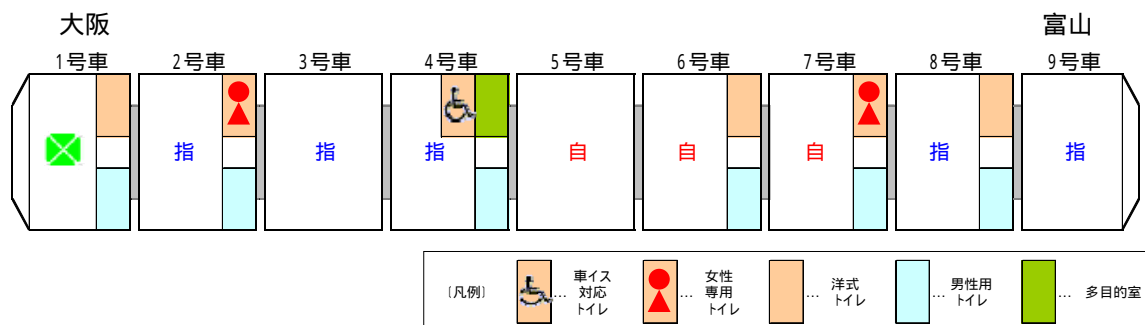 大阪 富山
1号車 2号車 3号車 4号車 5号車 6号車 7号車 8号車 9号車
指 指 指 自 自 自 指 指
[凡例]
… 車イス
対応
トイレ
… 女性
専用
トイレ
… 洋式
トイレ
… 男性用
トイレ
… 多目的室